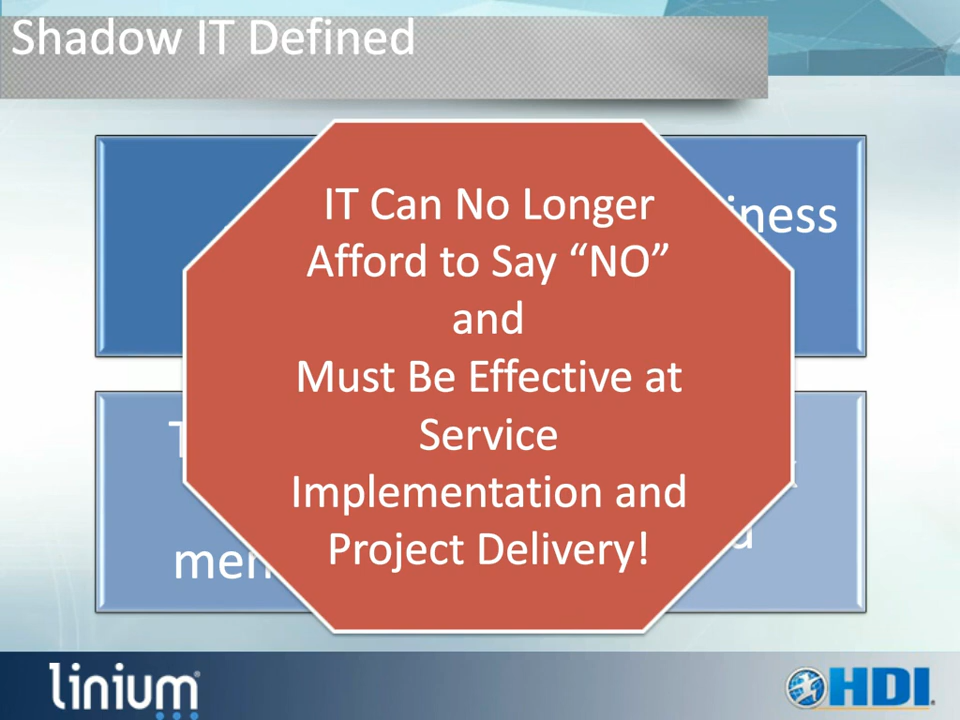 Shadow IT Defined
IT Can No Longer
Afford to Say “NO”
and
Must Be Effective at
Service
Implementation and
Project Delivery!
linium
HDI